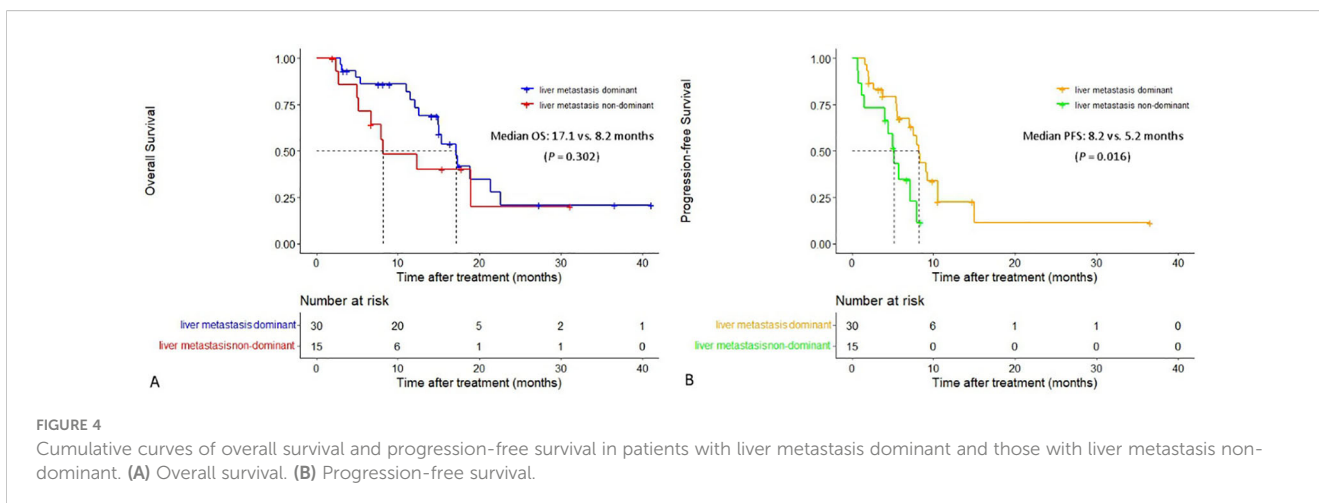 1.00
0.75
0.50
0.25
0.00
Overall Survival
liver metastasis dominant
liver metastasis non-dominant
Median OS: 17.1 vs. 8.2 months
(P = 0.302)
0 10 20 30 40
Time after treatment (months)
Number at risk
liver metastasis dominant 30 20 5 2 1
liver metastasisnon-dominant 15 6 1 1 0
0 10 20 30 40
Time after treatment (months)
A
1.00
0.75
0.50
0.25
0.00
Progression-free Survival
liver metastasis dominant
liver metastasis non-dominant
Median PFS: 8.2 vs. 5.2 months
(P = 0.016)
0 10 20 30 40
Time after treatment (months)
Number at risk
liver metastasis dominant 30 6 1 1 0
liver metastasisnon-dominant 15 0 0 0 0
0 10 20 30 40
Time after treatment (months)
B
FIGURE 4
Cumulative curves of overall survival and progression-free survival in patients with liver metastasis dominant and those with liver metastasis non-
dominant. (A) Overall survival. (B) Progression-free survival.